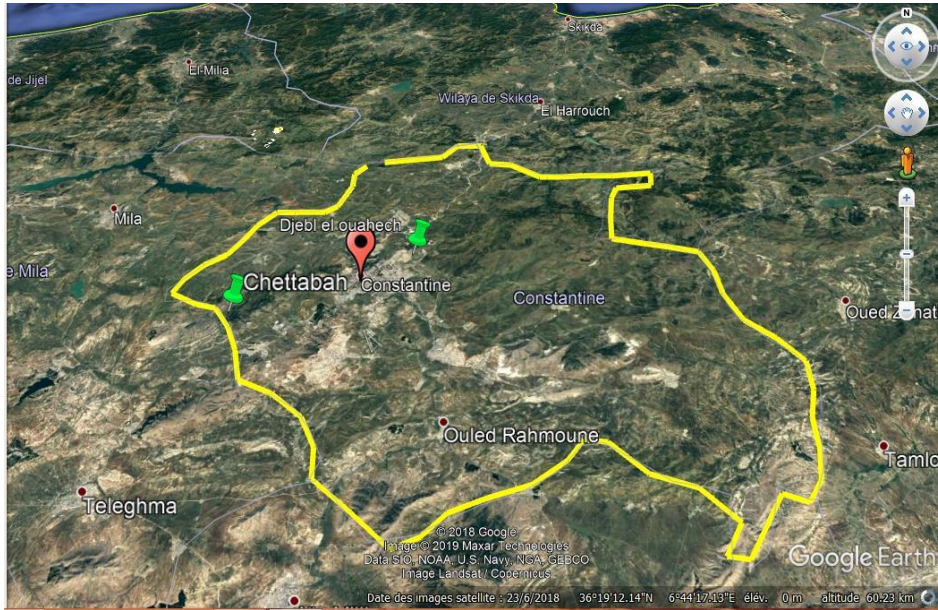 N
Skikda
El-Milia
de Jijel
Wilaya de Skikda
El Harrouch
Mila
Djebl el ouahech
e Mila
Chettabah
Constantine
Constantine
Oued Z nat
Ouled Rahmoune
Tamlo
Teleghma
© 2018 Google
Image © 2019 Maxar Technologies
Data SIO, NOAA, U.S. Navy, NGA, GEBCO
Image Landsat / Copernicus
Google Earth
Date des images satellite : 23/6/2018 36°19'12.14"N 6°44'17.13"E élév. 0 m altitude 60.23 km